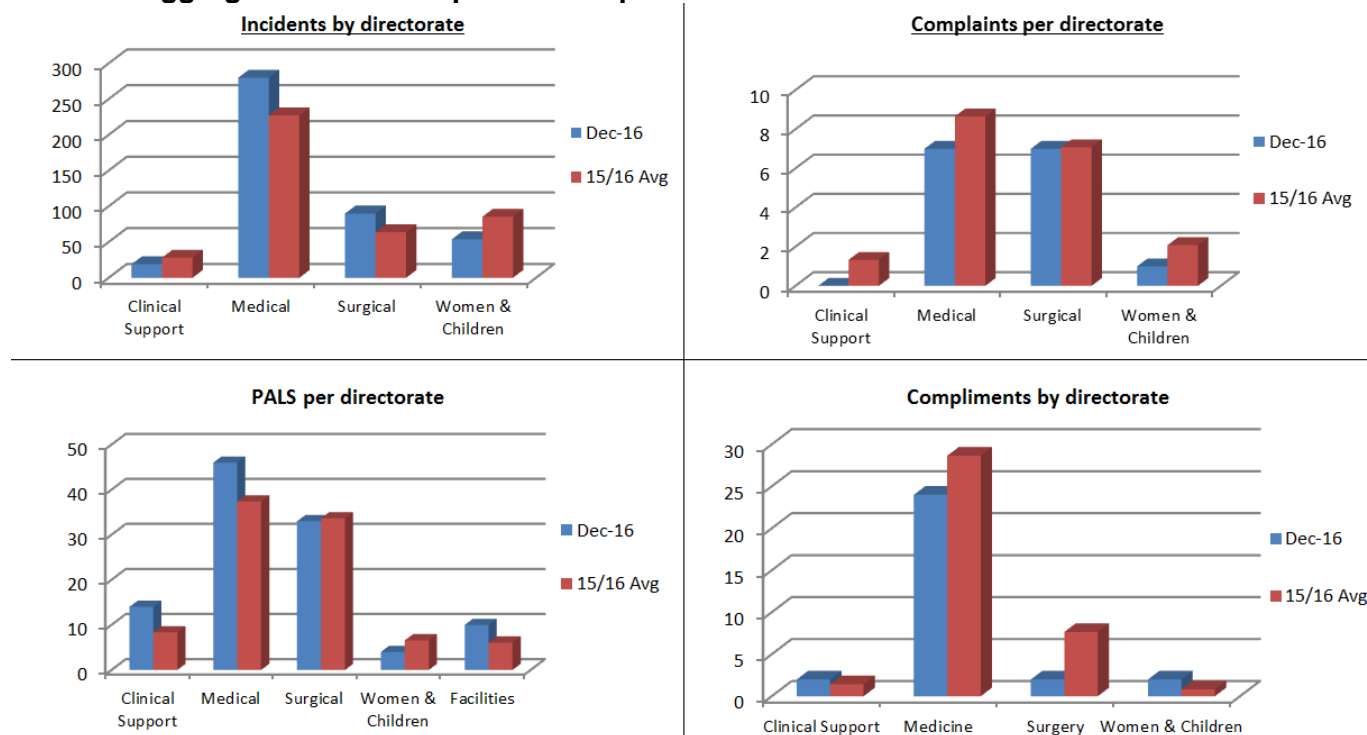 Incidents by directorate
300
250
200
150
100
50
0
Clinical Support
Medical
Surgical
Women & Children
Dec-16
15/16 Avg
Complaints per directorate
10
8
6
4
2
0
Clinical Support
Medical
Surgical
Women & Children
Dec-16
15/16 Avg
PALS per directorate
50
40
30
20
10
0
Clinical Support
Medical
Surgical
Women & Children
Facilities
Dec-16
15/16 Avg
Compliments by directorate
30
25
20
15
10
5
0
Clinical Support
Medicine
Surgery
Women & Children
Dec-16
15/16 Avg